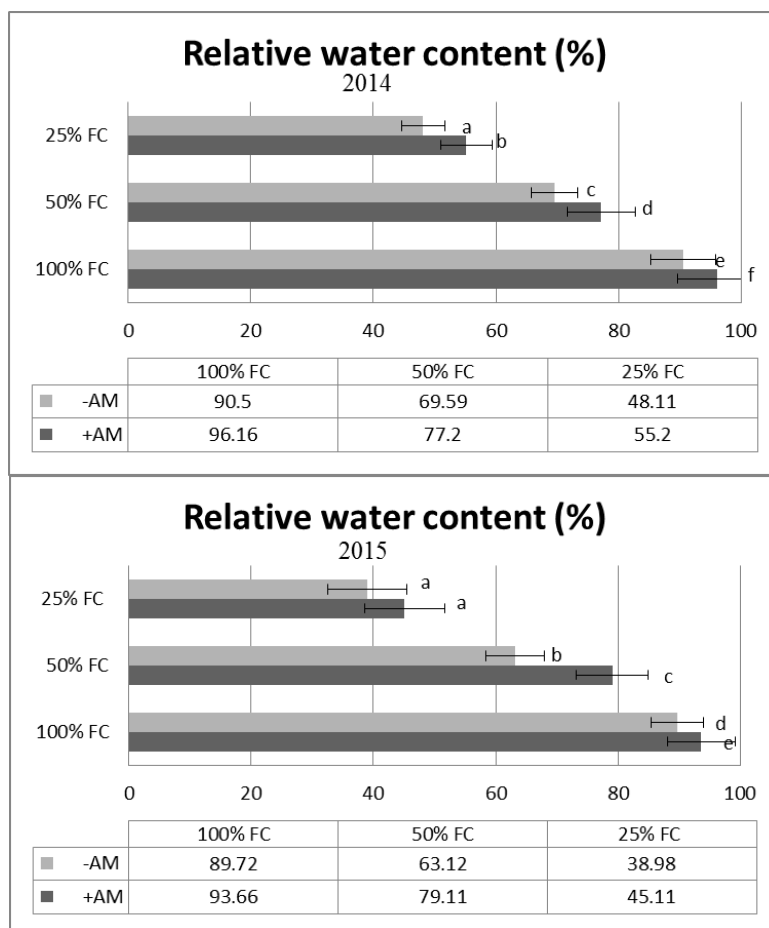 Relative water content (%)
2014
25% FC
a
b
50% FC
c
d
100% FC
e
f
0 20 40 60 80 100
100% FC 50% FC 25% FC
-AM 90.5 69.59 48.11
+AM 96.16 77.2 55.2
Relative water content (%)
2015
25% FC
a
a
50% FC
b
c
100% FC
d
e
0 20 40 60 80 100
100% FC 50% FC 25% FC
-AM 89.72 63.12 38.98
+AM 93.66 79.11 45.11